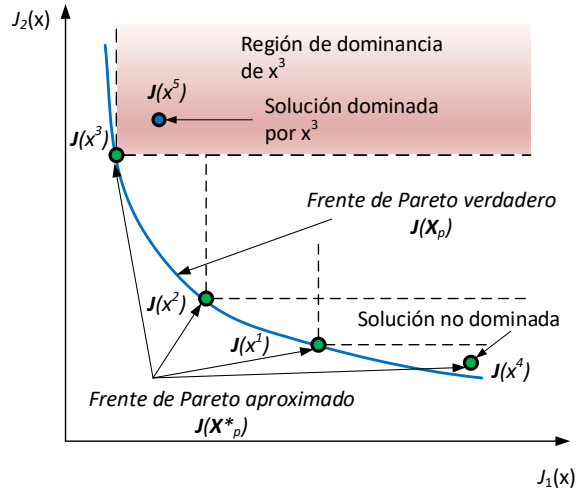 J₂(x)
Región de dominancia
de x³
J(x⁵)
Solución dominada
por x³
J(x³)
Frente de Pareto verdadero
J(Xₚ)
J(x²)
J(x¹)
Solución no dominada
J(x⁴)
Frente de Pareto aproximado
J(X*ₚ)
J₁(x)